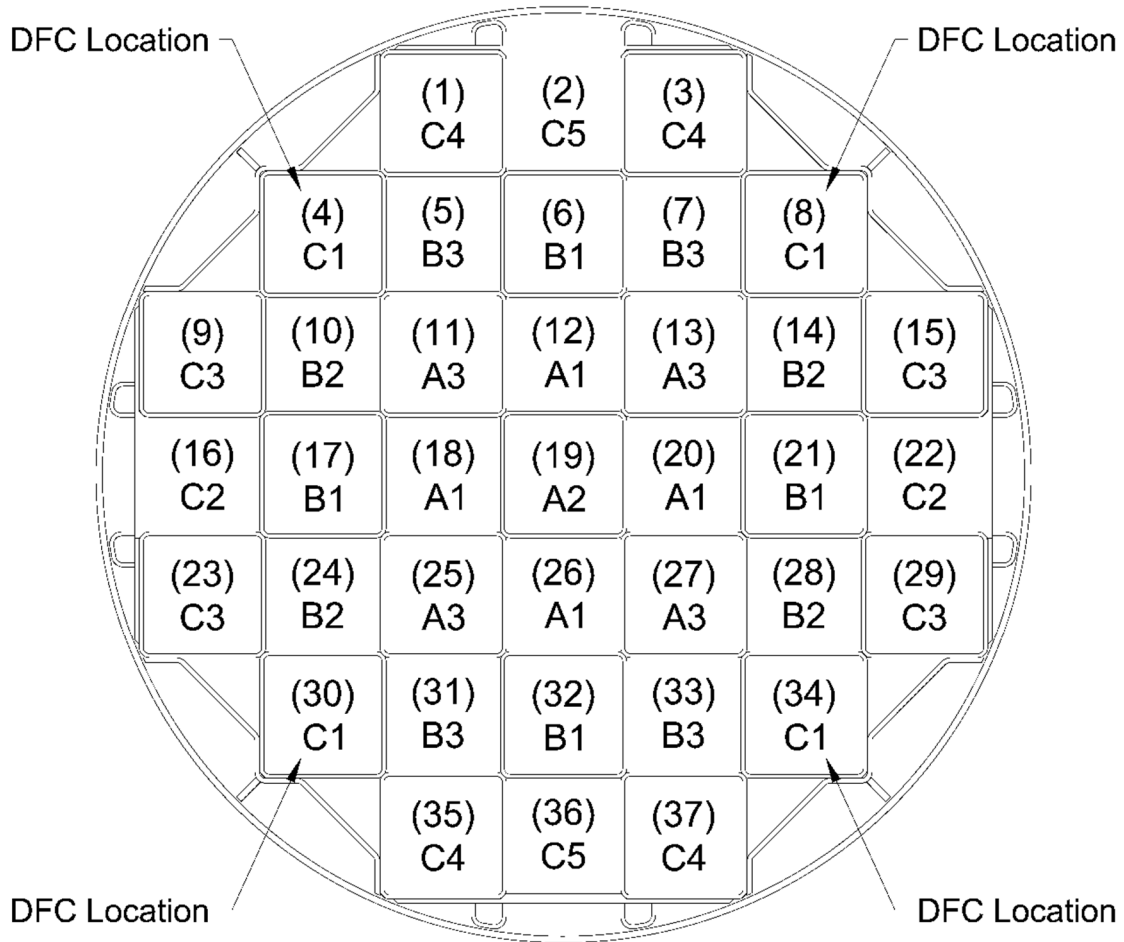 DFC Location DFC Location
(1) (2) (3)
C4 C5 C4
(4) (5) (6) (7) (8)
C1 B3 B1 B3 C1
(9) (10) (11) (12) (13) (14) (15)
C3 B2 A3 A1 A3 B2 C3
(16) (17) (18) (19) (20) (21) (22)
C2 B1 A1 A2 A1 B1 C2
(23) (24) (25) (26) (27) (28) (29)
C3 B2 A3 A1 A3 B2 C3
(30) (31) (32) (33) (34)
C1 B3 B1 B3 C1
(35) (36) (37)
C4 C5 C4
DFC Location DFC Location